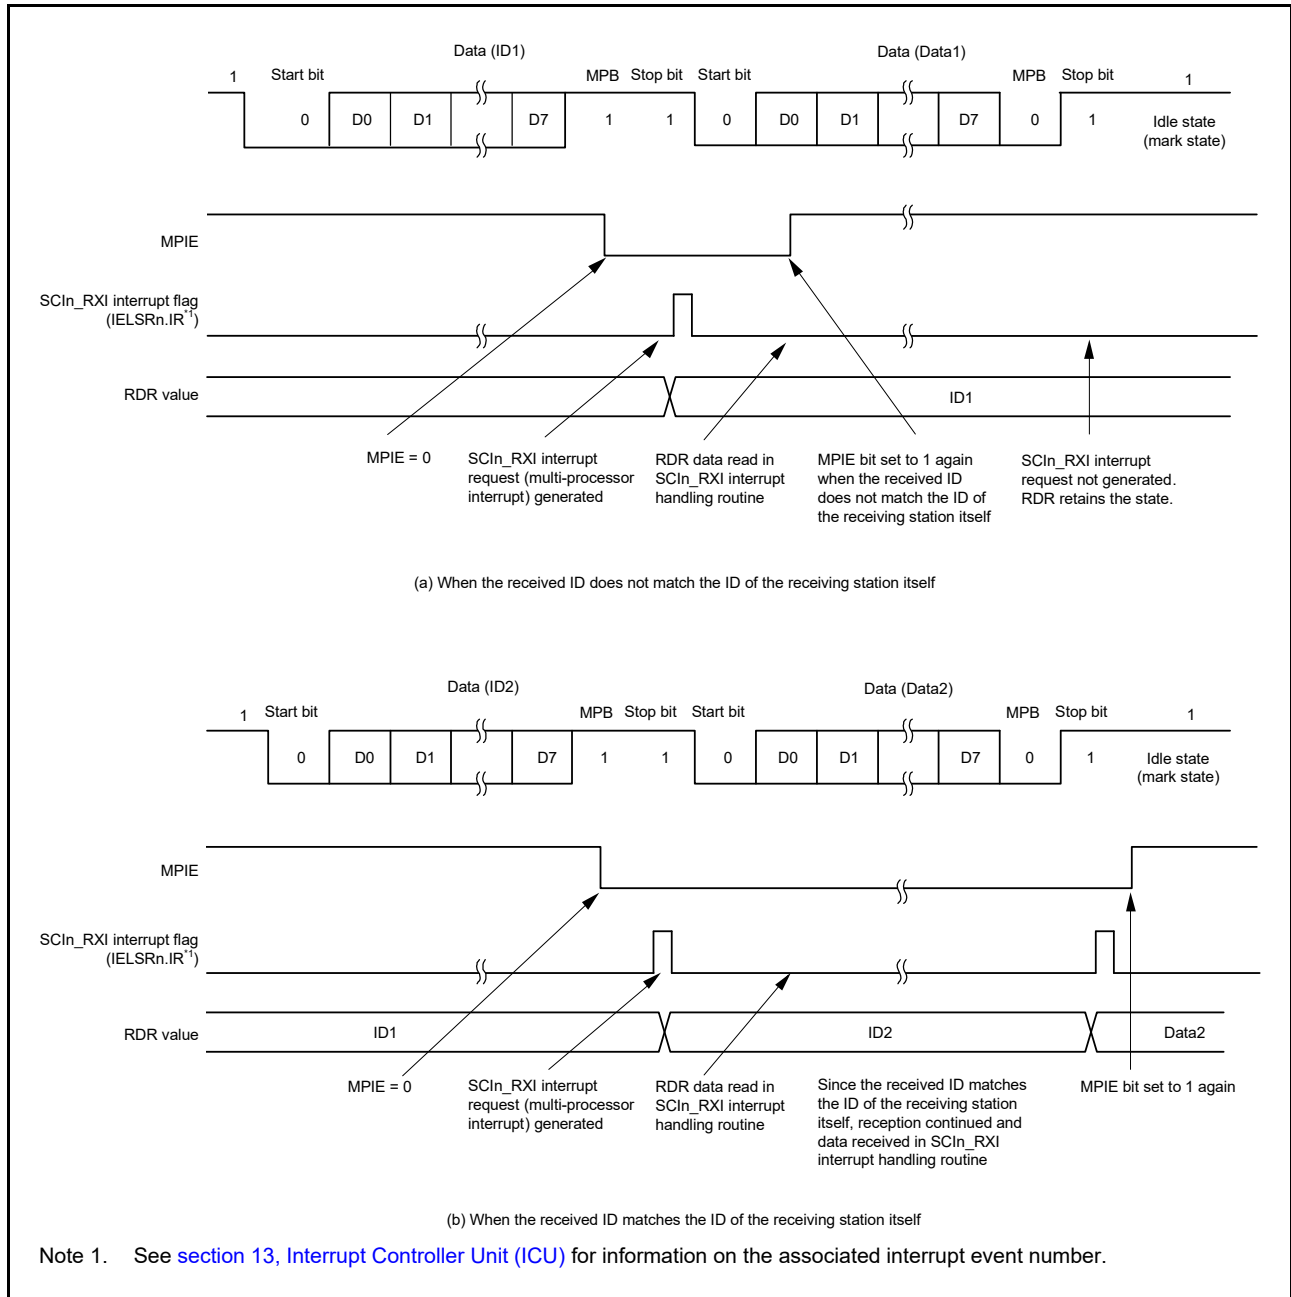 Data (ID1) Data (Data1)
1 Start bit MPB Stop bit Start bit MPB Stop bit 1
0 D0 D1 D7 1 1 0 D0 D1 D7 0 1 Idle state
(mark state)
MPIE
SCIn_RXI interrupt flag
(IELSRn.IR*1)
RDR value ID1
MPIE = 0
SCIn_RXI interrupt
request (multi-processor
interrupt) generated
RDR data read in
SCIn_RXI interrupt
handling routine
MPIE bit set to 1 again
when the received ID
does not match the ID of
the receiving station itself
SCIn_RXI interrupt
request not generated.
RDR retains the state.
(a) When the received ID does not match the ID of the receiving station itself
Data (ID2) Data (Data2)
1 Start bit MPB Stop bit Start bit MPB Stop bit 1
0 D0 D1 D7 1 1 0 D0 D1 D7 0 1 Idle state
(mark state)
MPIE
SCIn_RXI interrupt flag
(IELSRn.IR*1)
RDR value ID1 ID2 Data2
MPIE = 0
SCIn_RXI interrupt
request (multi-processor
interrupt) generated
RDR data read in
SCIn_RXI interrupt
handling routine
Since the received ID matches
the ID of the receiving station
itself, reception continued and
data received in SCIn_RXI
interrupt handling routine
MPIE bit set to 1 again
(b) When the received ID matches the ID of the receiving station itself
Note 1. See section 13, Interrupt Controller Unit (ICU) for information on the associated interrupt event number.